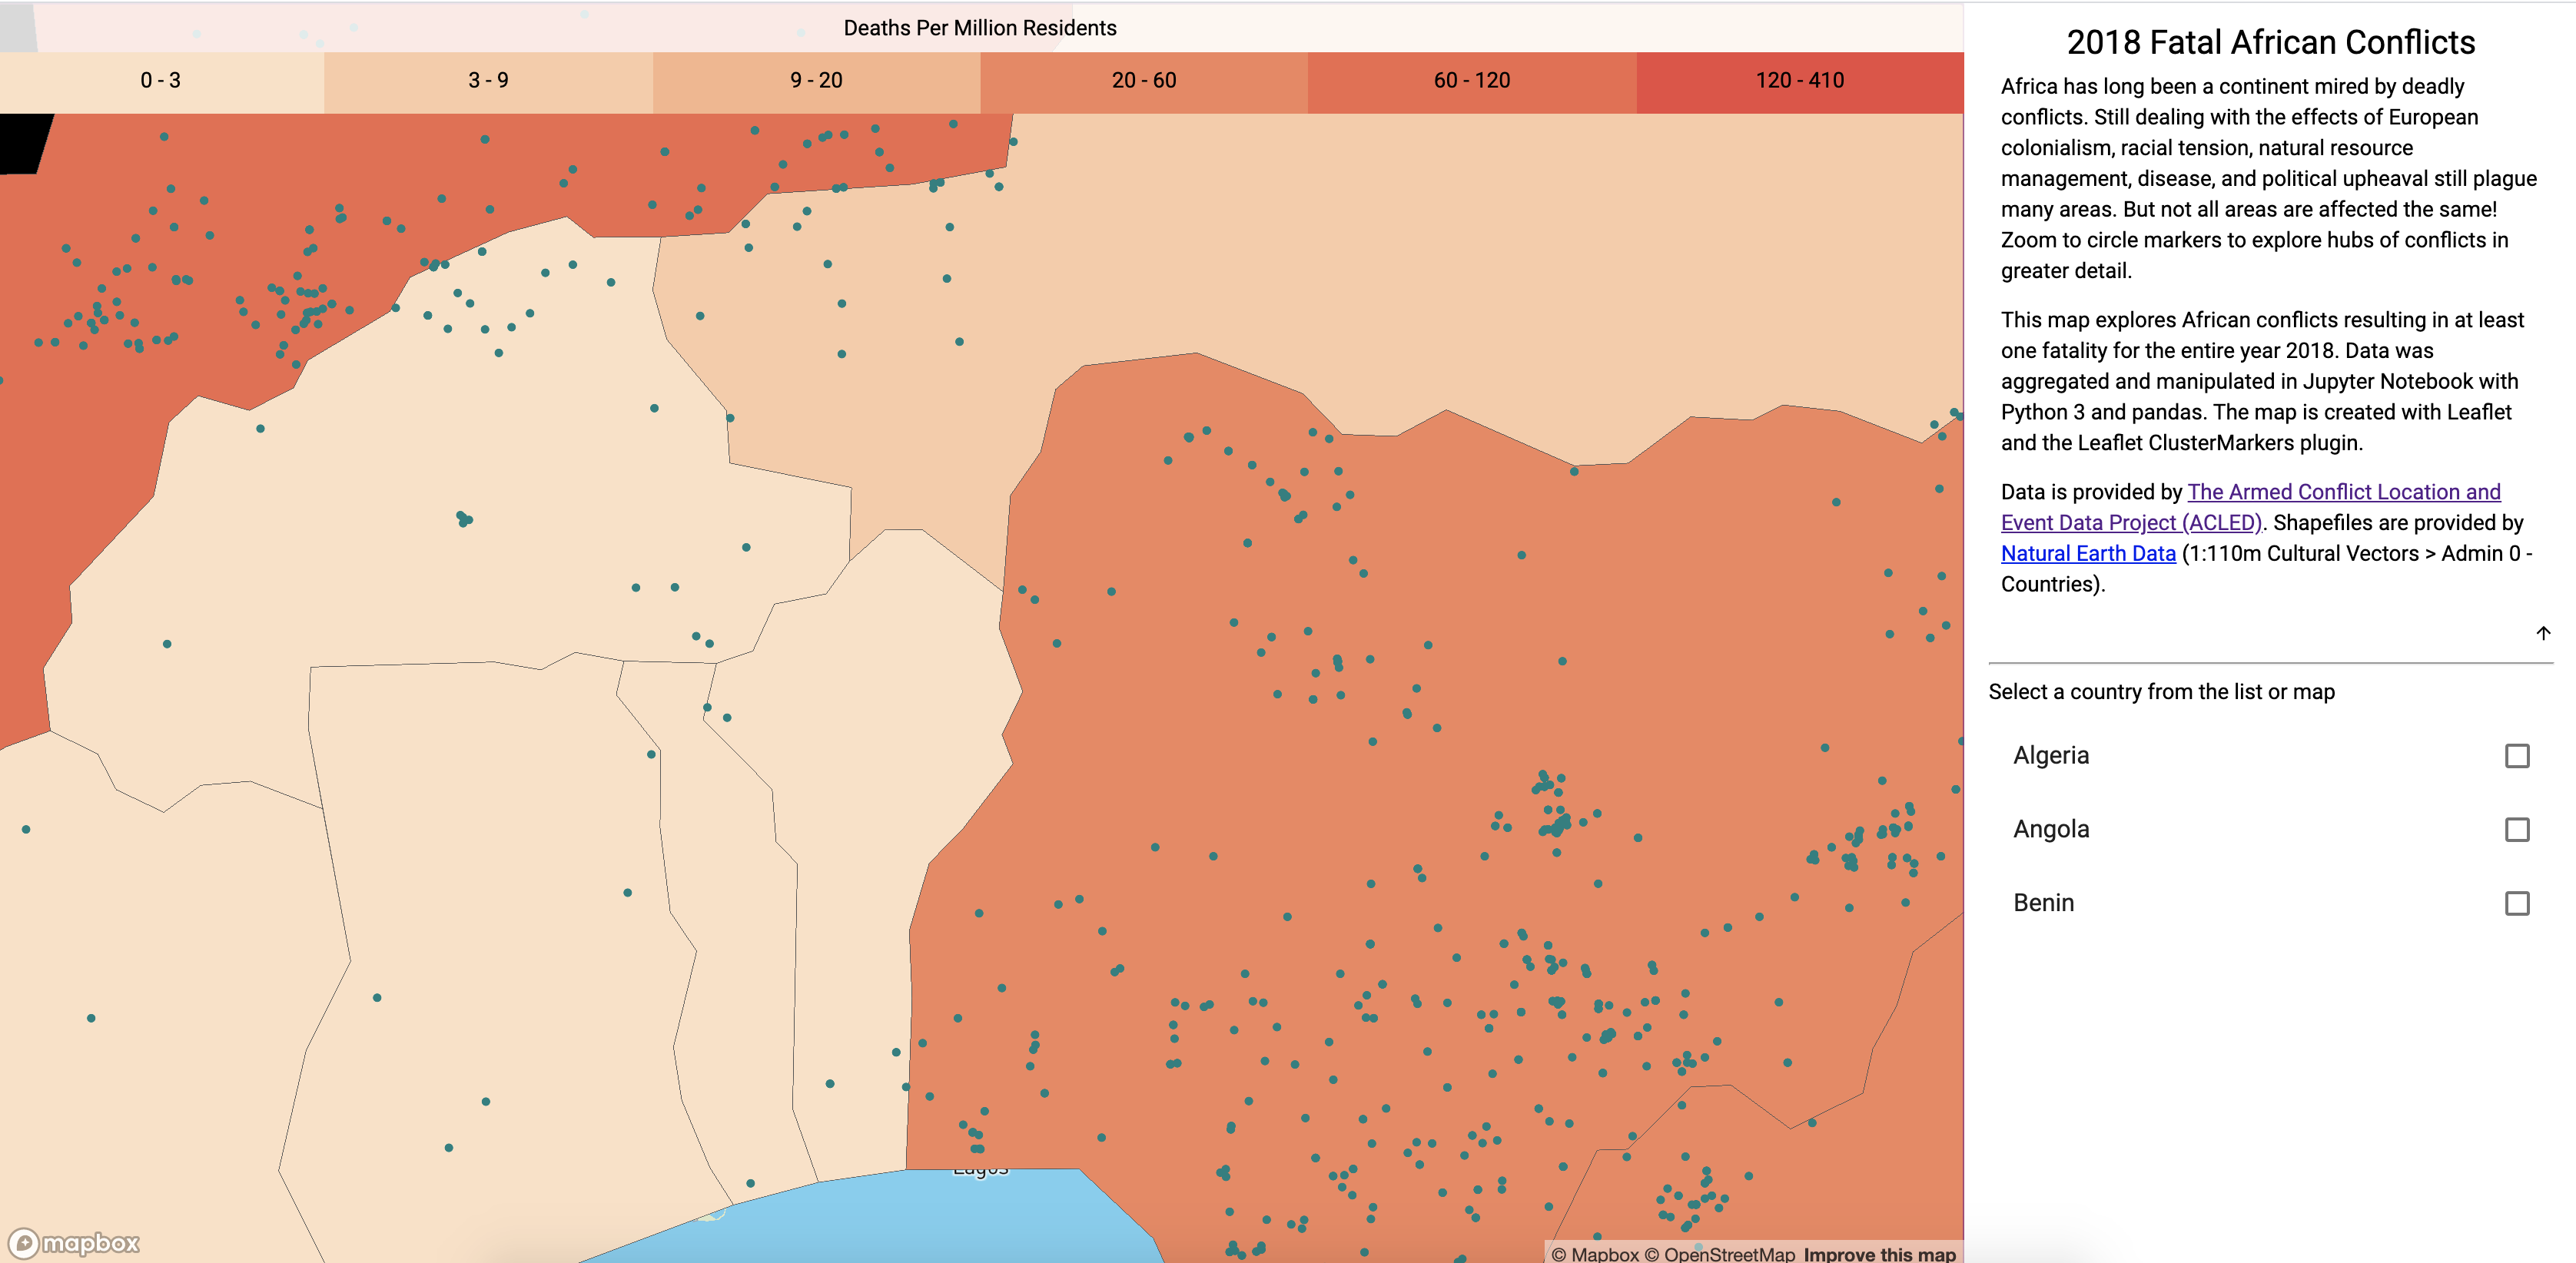 Deaths Per Million Residents
0 - 3
3 - 9
9 - 20
20 - 60
60 - 120
120 - 410
Lagos
mapbox
© Mapbox © OpenStreetMap Improve this map
2018 Fatal African Conflicts
Africa has long been a continent mired by deadly
conflicts. Still dealing with the effects of European
colonialism, racial tension, natural resource
management, disease, and political upheaval still plague
many areas. But not all areas are affected the same!
Zoom to circle markers to explore hubs of conflicts in
greater detail.
This map explores African conflicts resulting in at least
one fatality for the entire year 2018. Data was
aggregated and manipulated in Jupyter Notebook with
Python 3 and pandas. The map is created with Leaflet
and the Leaflet ClusterMarkers plugin.
Data is provided by The Armed Conflict Location and
Event Data Project (ACLED). Shapefiles are provided by
Natural Earth Data (1:110m Cultural Vectors > Admin 0 -
Countries).
Select a country from the list or map
Algeria
Angola
Benin